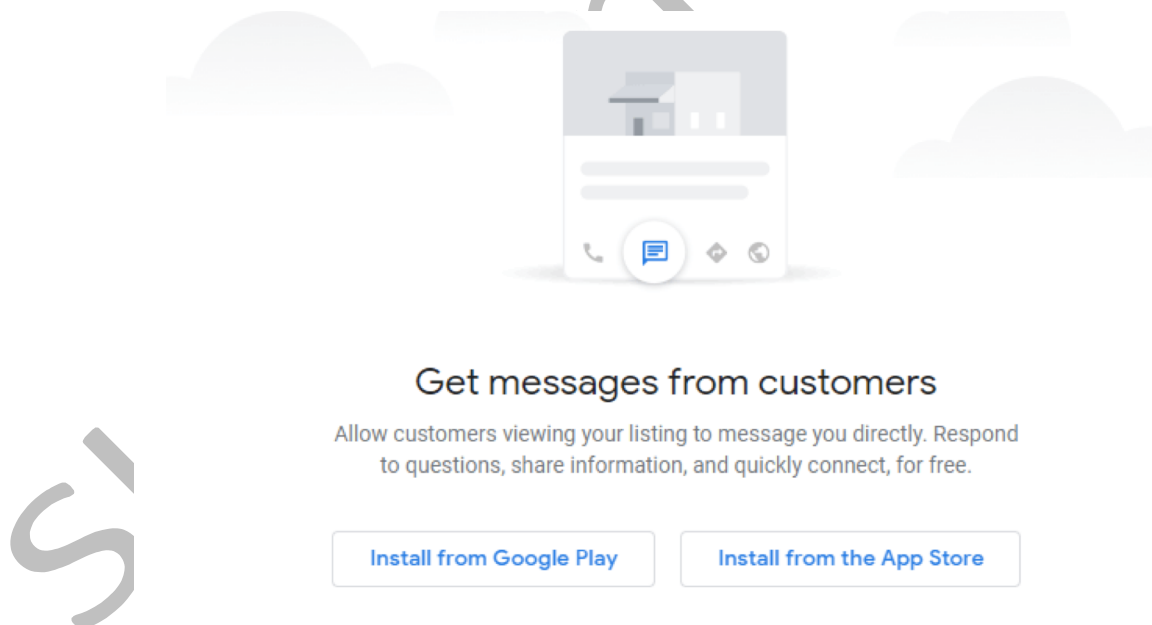 Get messages from customers
Allow customers viewing your listing to message you directly. Respond
to questions, share information, and quickly connect, for free.
Install from Google Play
Install from the App Store